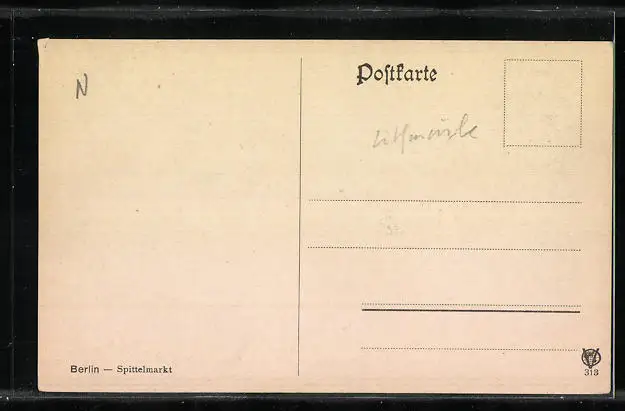 N
Poſtkarte
Berlin — Spittelmarkt
313